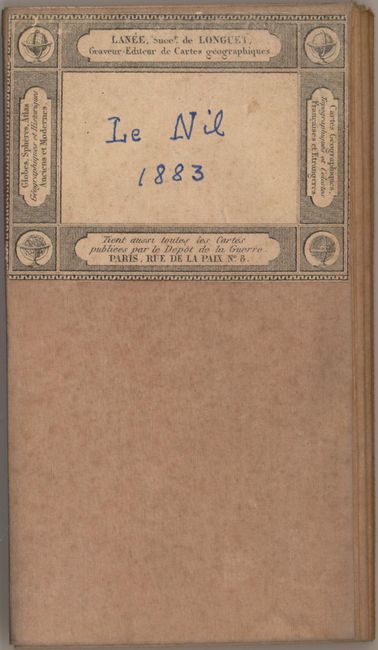 LANÉE, Succr. de LONGUET,
Graveur-Editeur de Cartes géographiques
Globes, Sphères, Atlas
Géographiques et Historiques
Anciens et Modernes.
Le Nil
1883
Cartes Géographiques,
Topographiques et Célestes
Françaises et Etrangeres.
Tient aussi toutes les Cartes
publiées par le Dépôt de la Guerre.
PARIS, RUE DE LA PAIX No. 8.